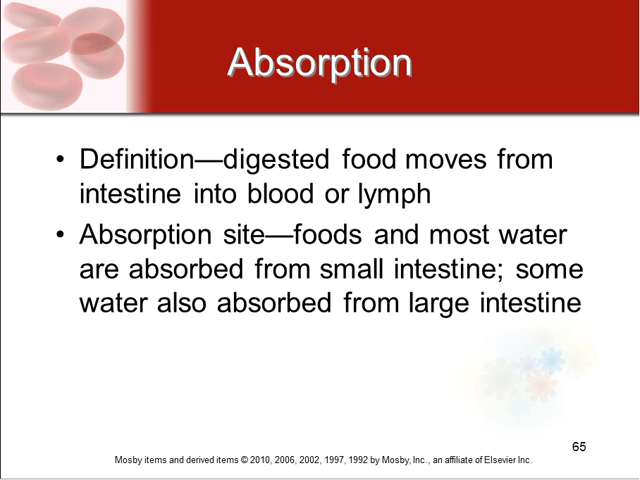 Absorption
• Definition—digested food moves from
intestine into blood or lymph
• Absorption site—foods and most water
are absorbed from small intestine; some
water also absorbed from large intestine
65
Mosby items and derived items © 2010, 2006, 2002, 1997, 1992 by Mosby, Inc., an affiliate of Elsevier Inc.